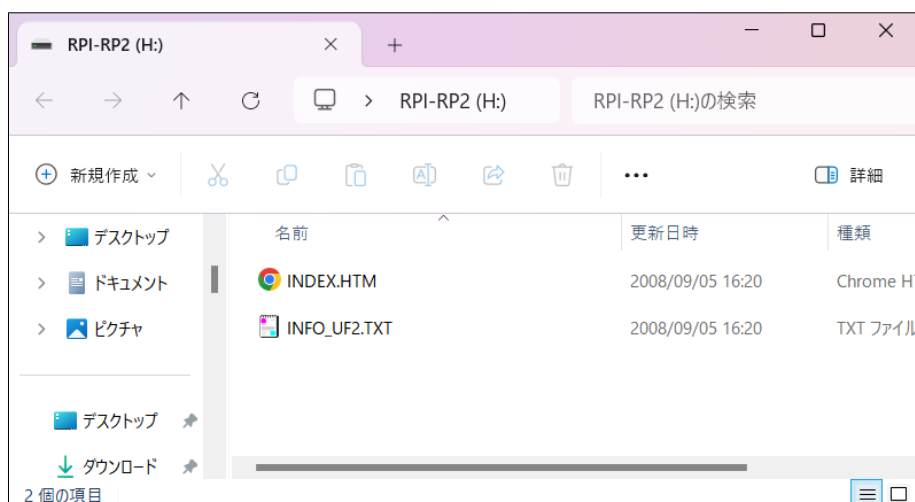 RPI-RP2 (H:)
RPI-RP2 (H:) RPI-RP2 (H:)の検索
新規作成 詳細
デスクトップ 名前 更新日時 種類
ドキュメント INDEX.HTM 2008/09/05 16:20 Chrome HT
ピクチャ INFO_UF2.TXT 2008/09/05 16:20 TXT ファイル
デスクトップ
ダウンロード
2 個の項目